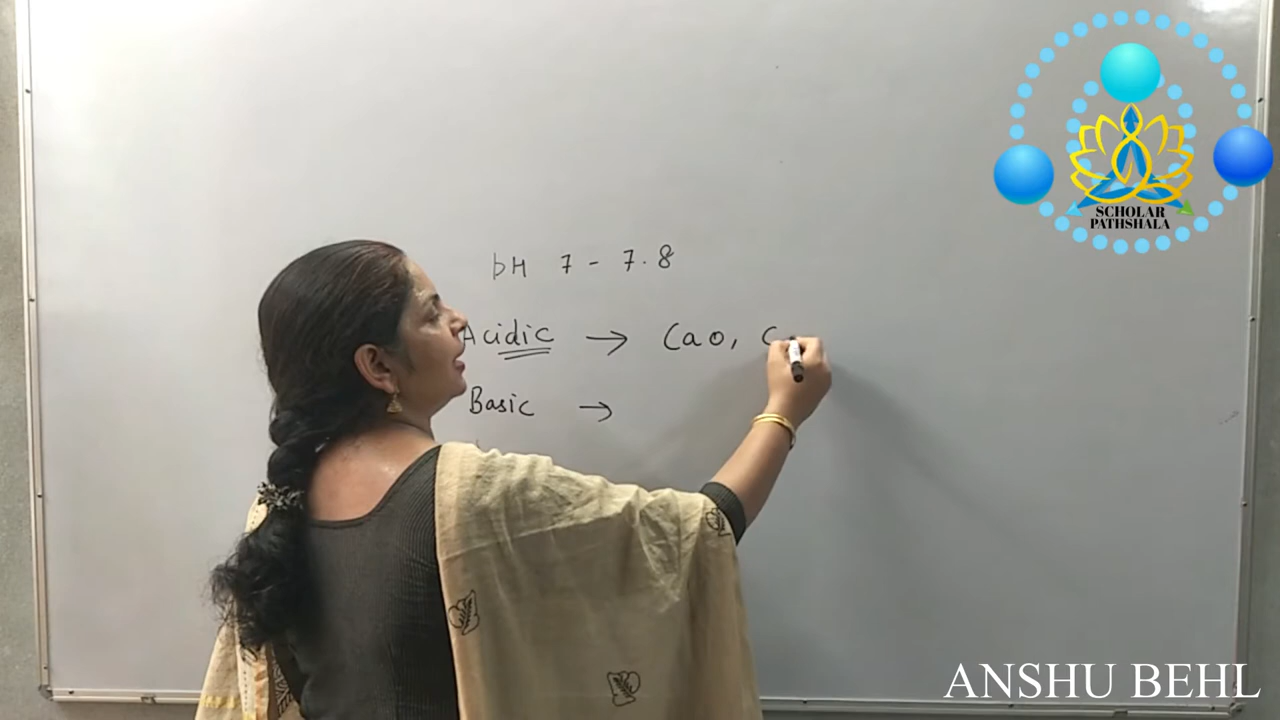 SCHOLAR
PATHSHALA
pH 7 - 7.8
Acidic → Cao, C
Basic →
ANSHU BEHL